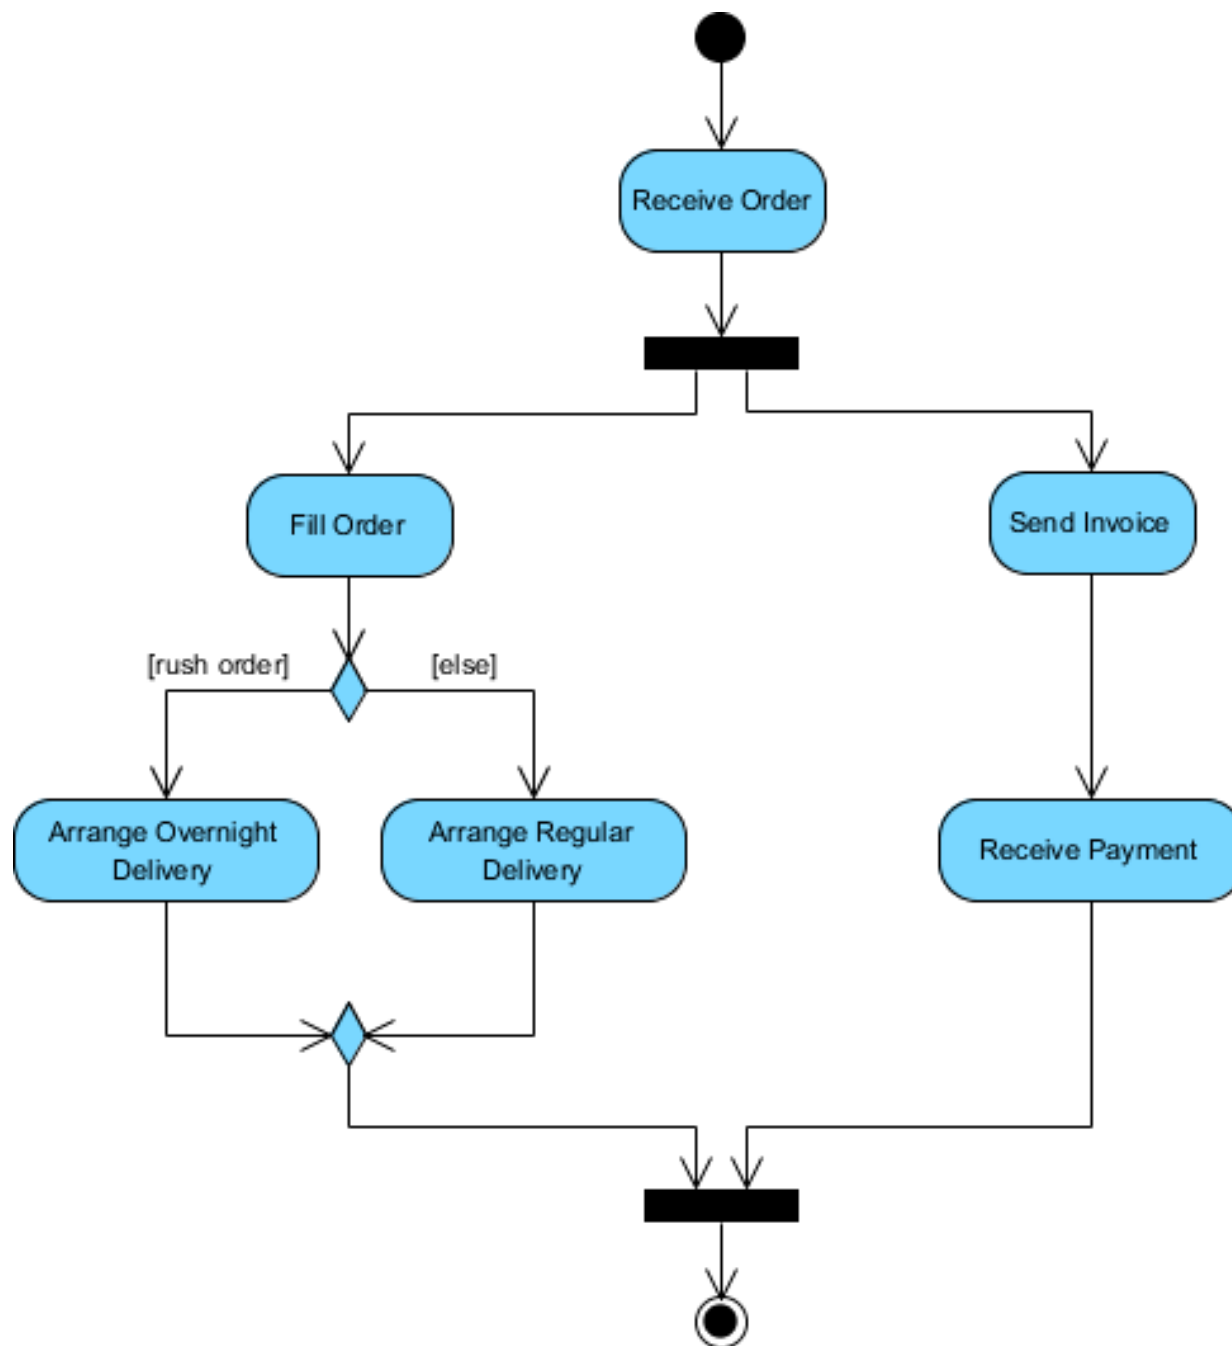 Receive Order
Fill Order
Send Invoice
[rush order]
[else]
Arrange Overnight
Delivery
Arrange Regular
Delivery
Receive Payment